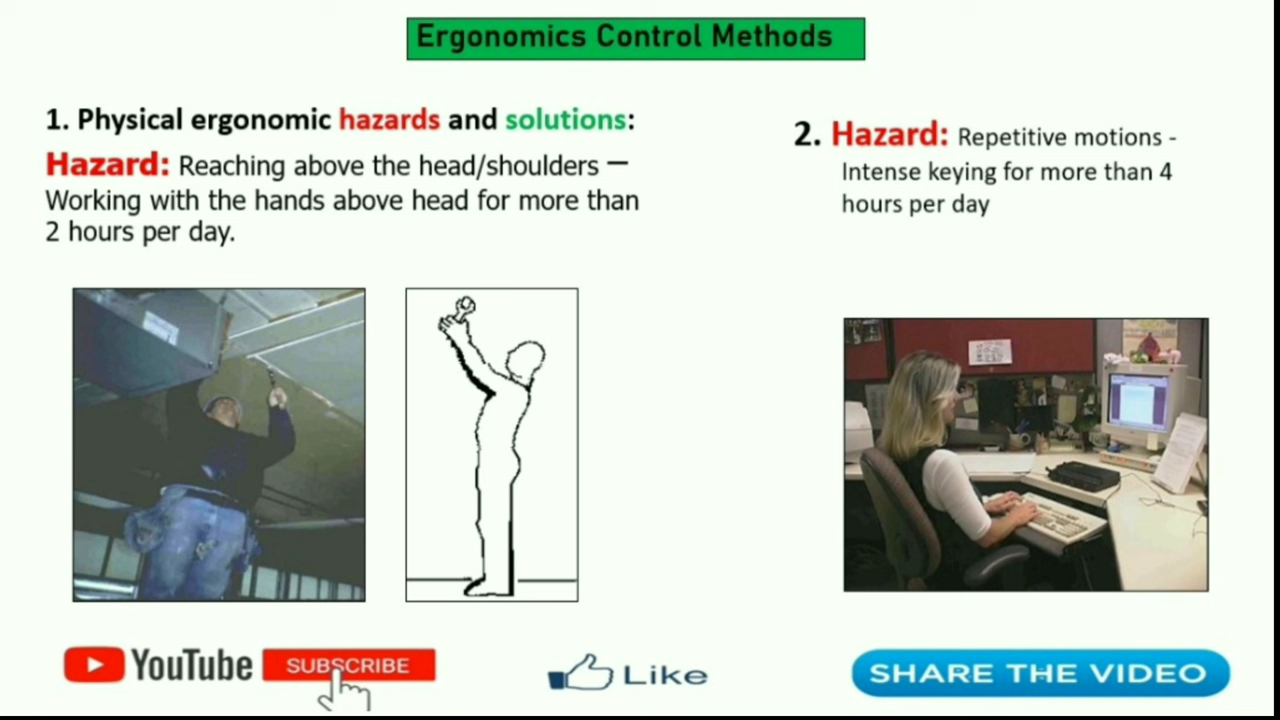 Ergonomics Control Methods
1. Physical ergonomic hazards and solutions:
Hazard: Reaching above the head/shoulders —
Working with the hands above head for more than
2 hours per day.
2. Hazard: Repetitive motions -
Intense keying for more than 4
hours per day
YouTube SUBSCRIBE
Like
SHARE THE VIDEO